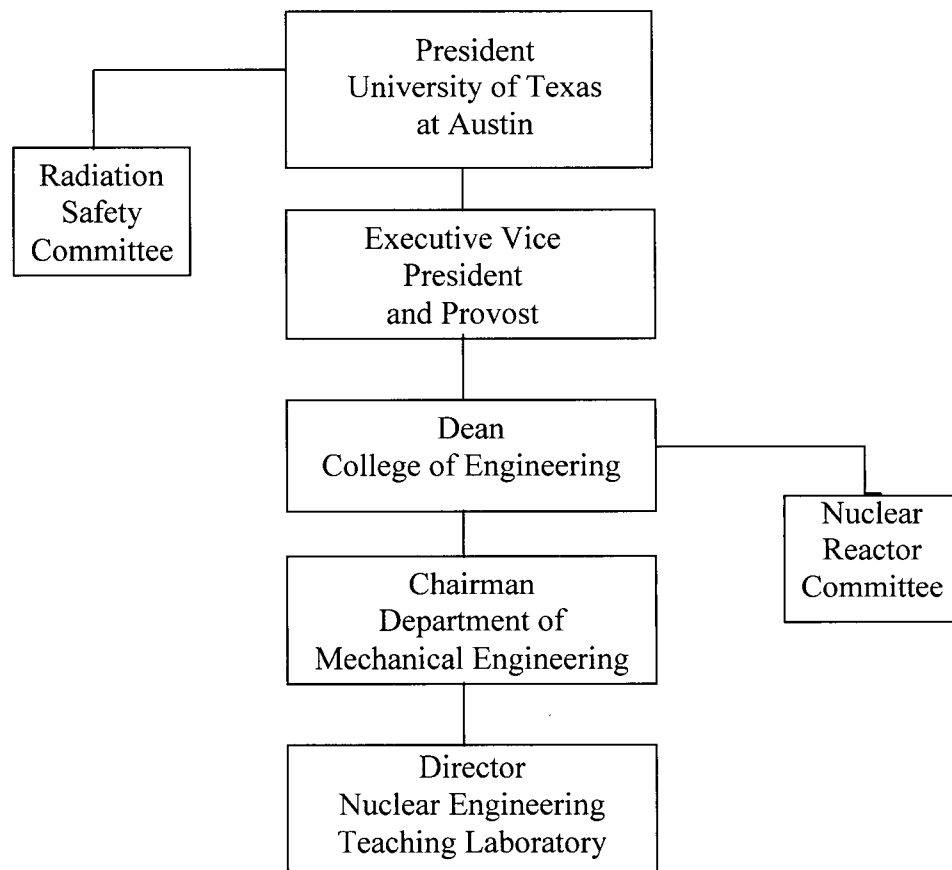 President
University of Texas
at Austin
Radiation
Safety
Committee
Executive Vice
President
and Provost
Dean
College of Engineering
Nuclear
Reactor
Committee
Chairman
Department of
Mechanical Engineering
Director
Nuclear Engineering
Teaching Laboratory